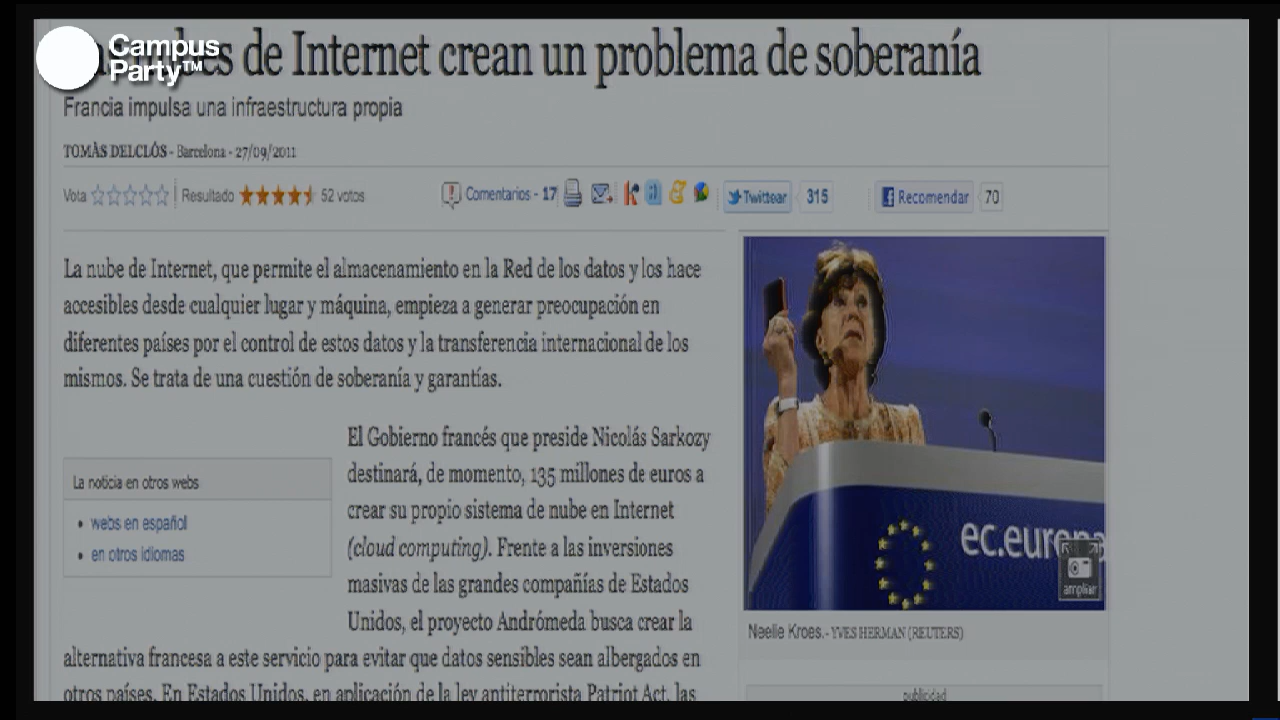 Campus
Party™
de Internet crean un problema de soberanía
Francia impulsa una infraestructura propia
TOMÀS DELCLÓS - Barcelona - 27/09/2011
Vota Resultado 52 votos Comentarios - 17 Twittear 315 Recomendar 70
La nube de Internet, que permite el almacenamiento en la Red de los datos y los hace
accesibles desde cualquier lugar y máquina, empieza a generar preocupación en
diferentes países por el control de estos datos y la transferencia internacional de los
mismos. Se trata de una cuestión de soberanía y garantías.
El Gobierno francés que preside Nicolás Sarkozy
destinará, de momento, 135 millones de euros a
crear su propio sistema de nube en Internet
(cloud computing). Frente a las inversiones
masivas de las grandes compañías de Estados
Unidos, el proyecto Andrómeda busca crear la
alternativa francesa a este servicio para evitar que datos sensibles sean albergados en
otros países. En Estados Unidos, en aplicación de la ley antiterrorista Patriot Act, las
La noticia en otros webs
webs en español
en otros idiomas
ec.europa
ampliar
Neelie Kroes.- YVES HERMAN (REUTERS)
publicidad